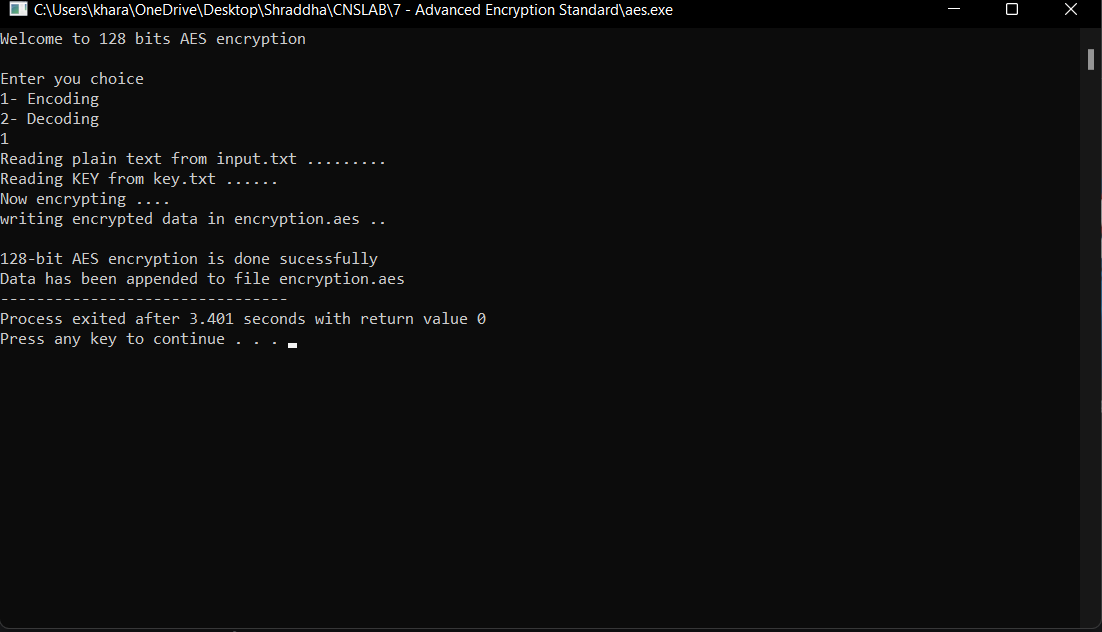 C:\Users\khara\OneDrive\Desktop\Shraddha\CNSLAB\7 - Advanced Encryption Standard\aes.exe
Welcome to 128 bits AES encryption
Enter you choice
1- Encoding
2- Decoding
1
Reading plain text from input.txt .........
Reading KEY from key.txt ......
Now encrypting ....
writing encrypted data in encryption.aes ..
128-bit AES encryption is done sucessfully
Data has been appended to file encryption.aes
--------------------------------
Process exited after 3.401 seconds with return value 0
Press any key to continue . . .